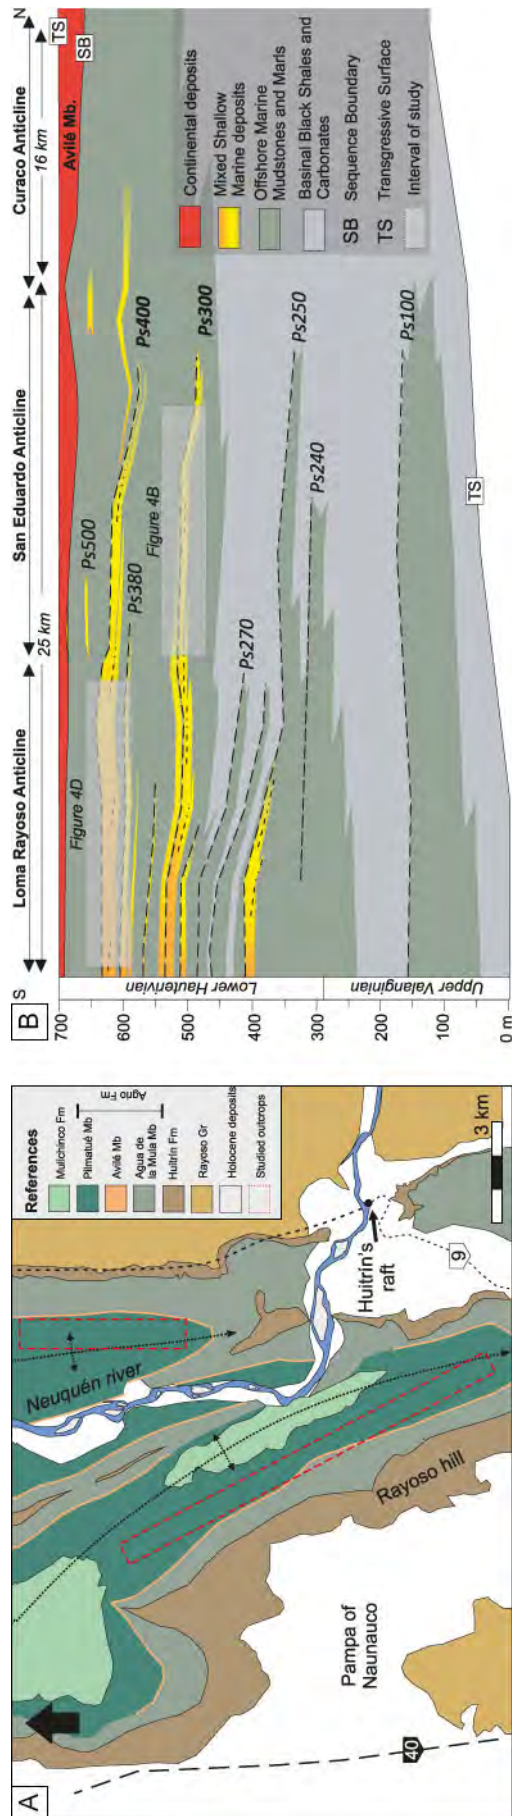 A
References
Mulichinco Fm
Pilmatué Mb
Avilé Mb
Agua de
la Mula Mb
Huitrín Fm
Rayoso Gr
Holocene deposits
Studied outcrops
Agrio Fm
Neuquén river
Huitrín's
raft
Rayoso hill
Pampa of
Naunauco
40
9
3 km
B
S
N
Loma Rayoso Anticline
San Eduardo Anticline
Curaco Anticline
25 km
16 km
TS
SB
Avilé Mb.
700
600
500
400
300
200
100
0 m
Lower Hauterivian
Upper Valanginian
Figure 4D
Figure 4B
Ps500
Ps380
Ps400
Ps300
Ps270
Ps250
Ps240
Ps100
TS
Continental deposits
Mixed Shallow
Marine deposits
Offshore Marine
Mudstones and Marls
Basinal Black Shales and
Carbonates
SB Sequence Boundary
TS Transgressive Surface
Interval of study